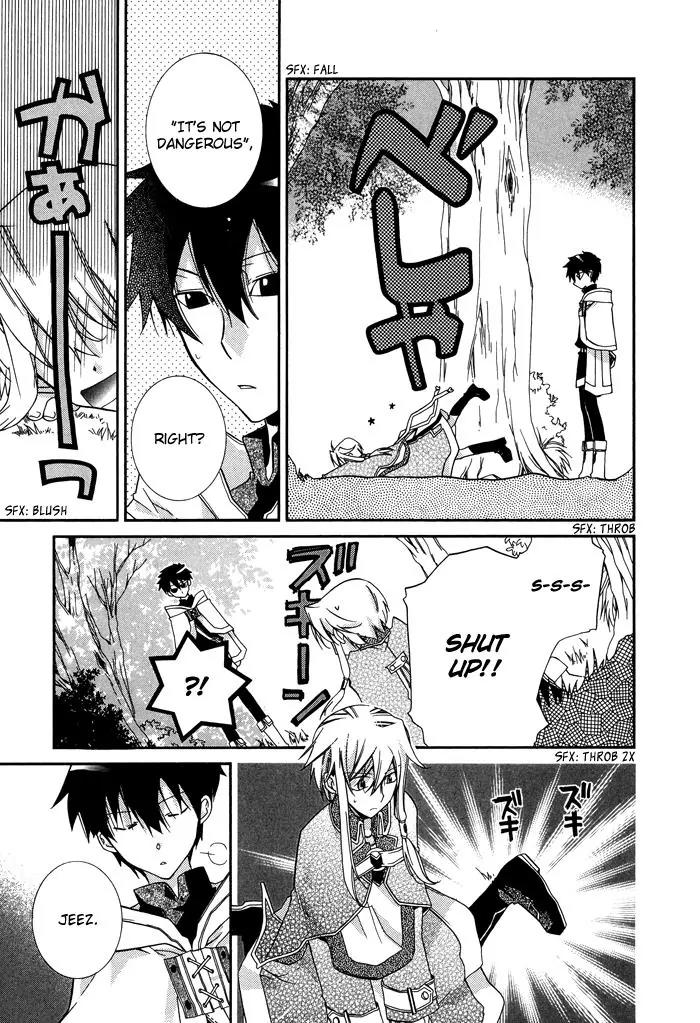 SFX: FALL
べしゃ
"IT'S NOT
DANGEROUS",
RIGHT?
かぁーっ
SFX: BLUSH
SFX: THROB
S-S-S-
SHUT
UP!!
ズキーン
?!
SFX: THROB 2X
ズキ
ズキ
JEEZ.